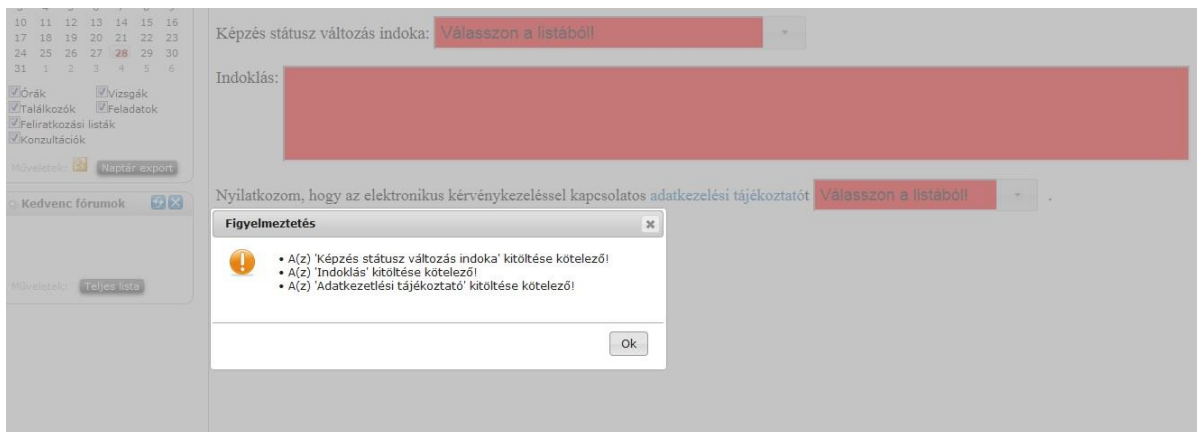 10 11 12 13 14 15 16
17 18 19 20 21 22 23
24 25 26 27 28 29 30
31 1 2 3 4 5 6
Órák Vizsgák
Találkozók Feladatok
Feliratkozási listák
Konzultációk
Műveletek: Naptár export
Kedvenc fórumok
Műveletek: Teljes lista
Képzés státusz változás indoka: Válasszon a listából!
Indoklás:
Nyilatkozom, hogy az elektronikus kérvénykezeléssel kapcsolatos adatkezelési tájékoztatót Válasszon a listából! .
Figyelmeztetés
• A(z) 'Képzés státusz változás indoka' kitöltése kötelező!
• A(z) 'Indoklás' kitöltése kötelező!
• A(z) 'Adatkezetlési tájékoztató' kitöltése kötelező!
Ok